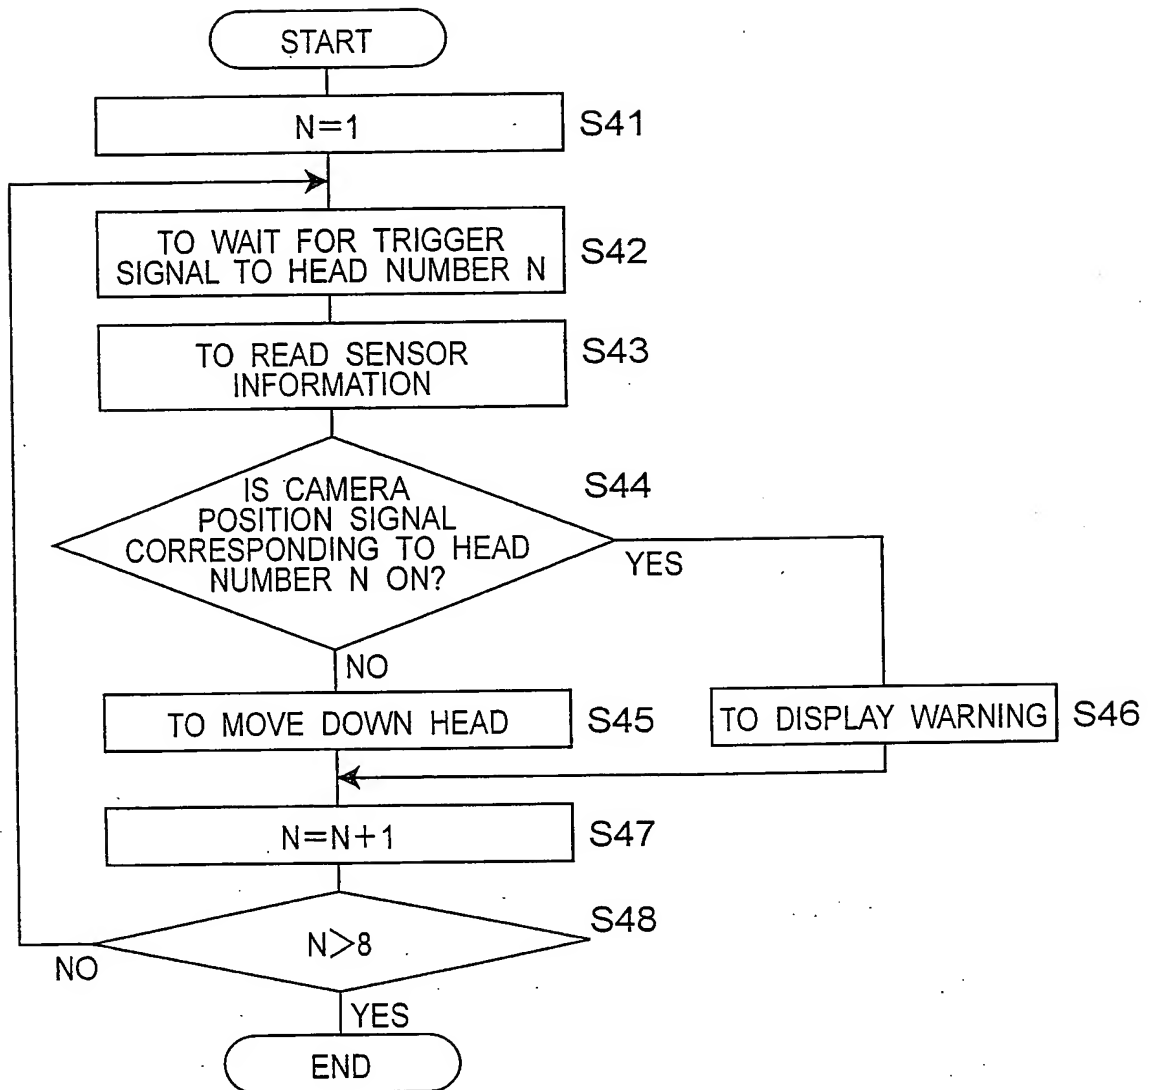 START
N=1
S41
TO WAIT FOR TRIGGER
SIGNAL TO HEAD NUMBER N
S42
TO READ SENSOR
INFORMATION
S43
IS CAMERA
POSITION SIGNAL
CORRESPONDING TO HEAD
NUMBER N ON?
S44
YES
NO
TO MOVE DOWN HEAD
S45
TO DISPLAY WARNING
S46
N=N+1
S47
N>8
S48
NO
YES
END